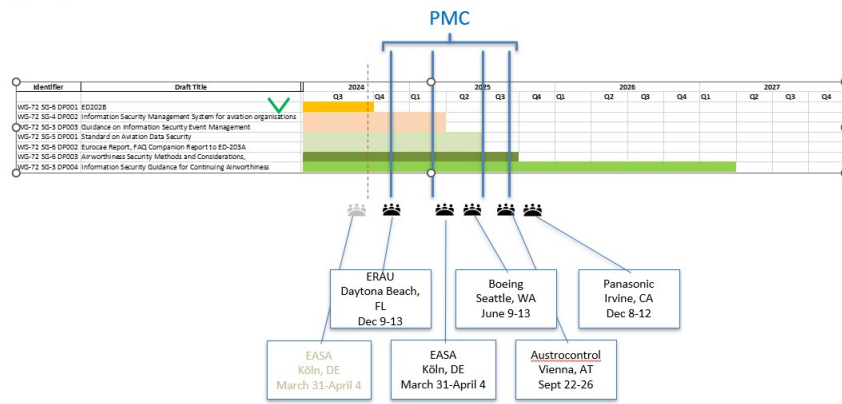 PMC
Identifier Draft Title 2024 2025 2026 2027
Q3 Q4 Q1 Q2 Q3 Q4 Q1 Q2 Q3 Q4 Q1 Q2 Q3 Q4
WG-72 SG-6 DP001 ED202B
WG-72 SG-4 DP002 Information Security Management System for aviation organisations
WG-72 SG-3 DP003 Guidance on Information Security Event Management
WG-72 SG-5 DP001 Standard on Aviation Data Security
WG-72 SG-6 DP002 Eurocae Report, FAQ Companion Report to ED-203A
WG-72 SG-6 DP003 Airworthiness Security Methods and Considerations,
WG-72 SG-3 DP004 Information Security Guidance for Continuing Airworthiness
ERAU
Daytona Beach,
FL
Dec 9-13
Boeing
Seattle, WA
June 9-13
Panasonic
Irvine, CA
Dec 8-12
EASA
Köln, DE
March 31-April 4
EASA
Köln, DE
March 31-April 4
Austrocontrol
Vienna, AT
Sept 22-26